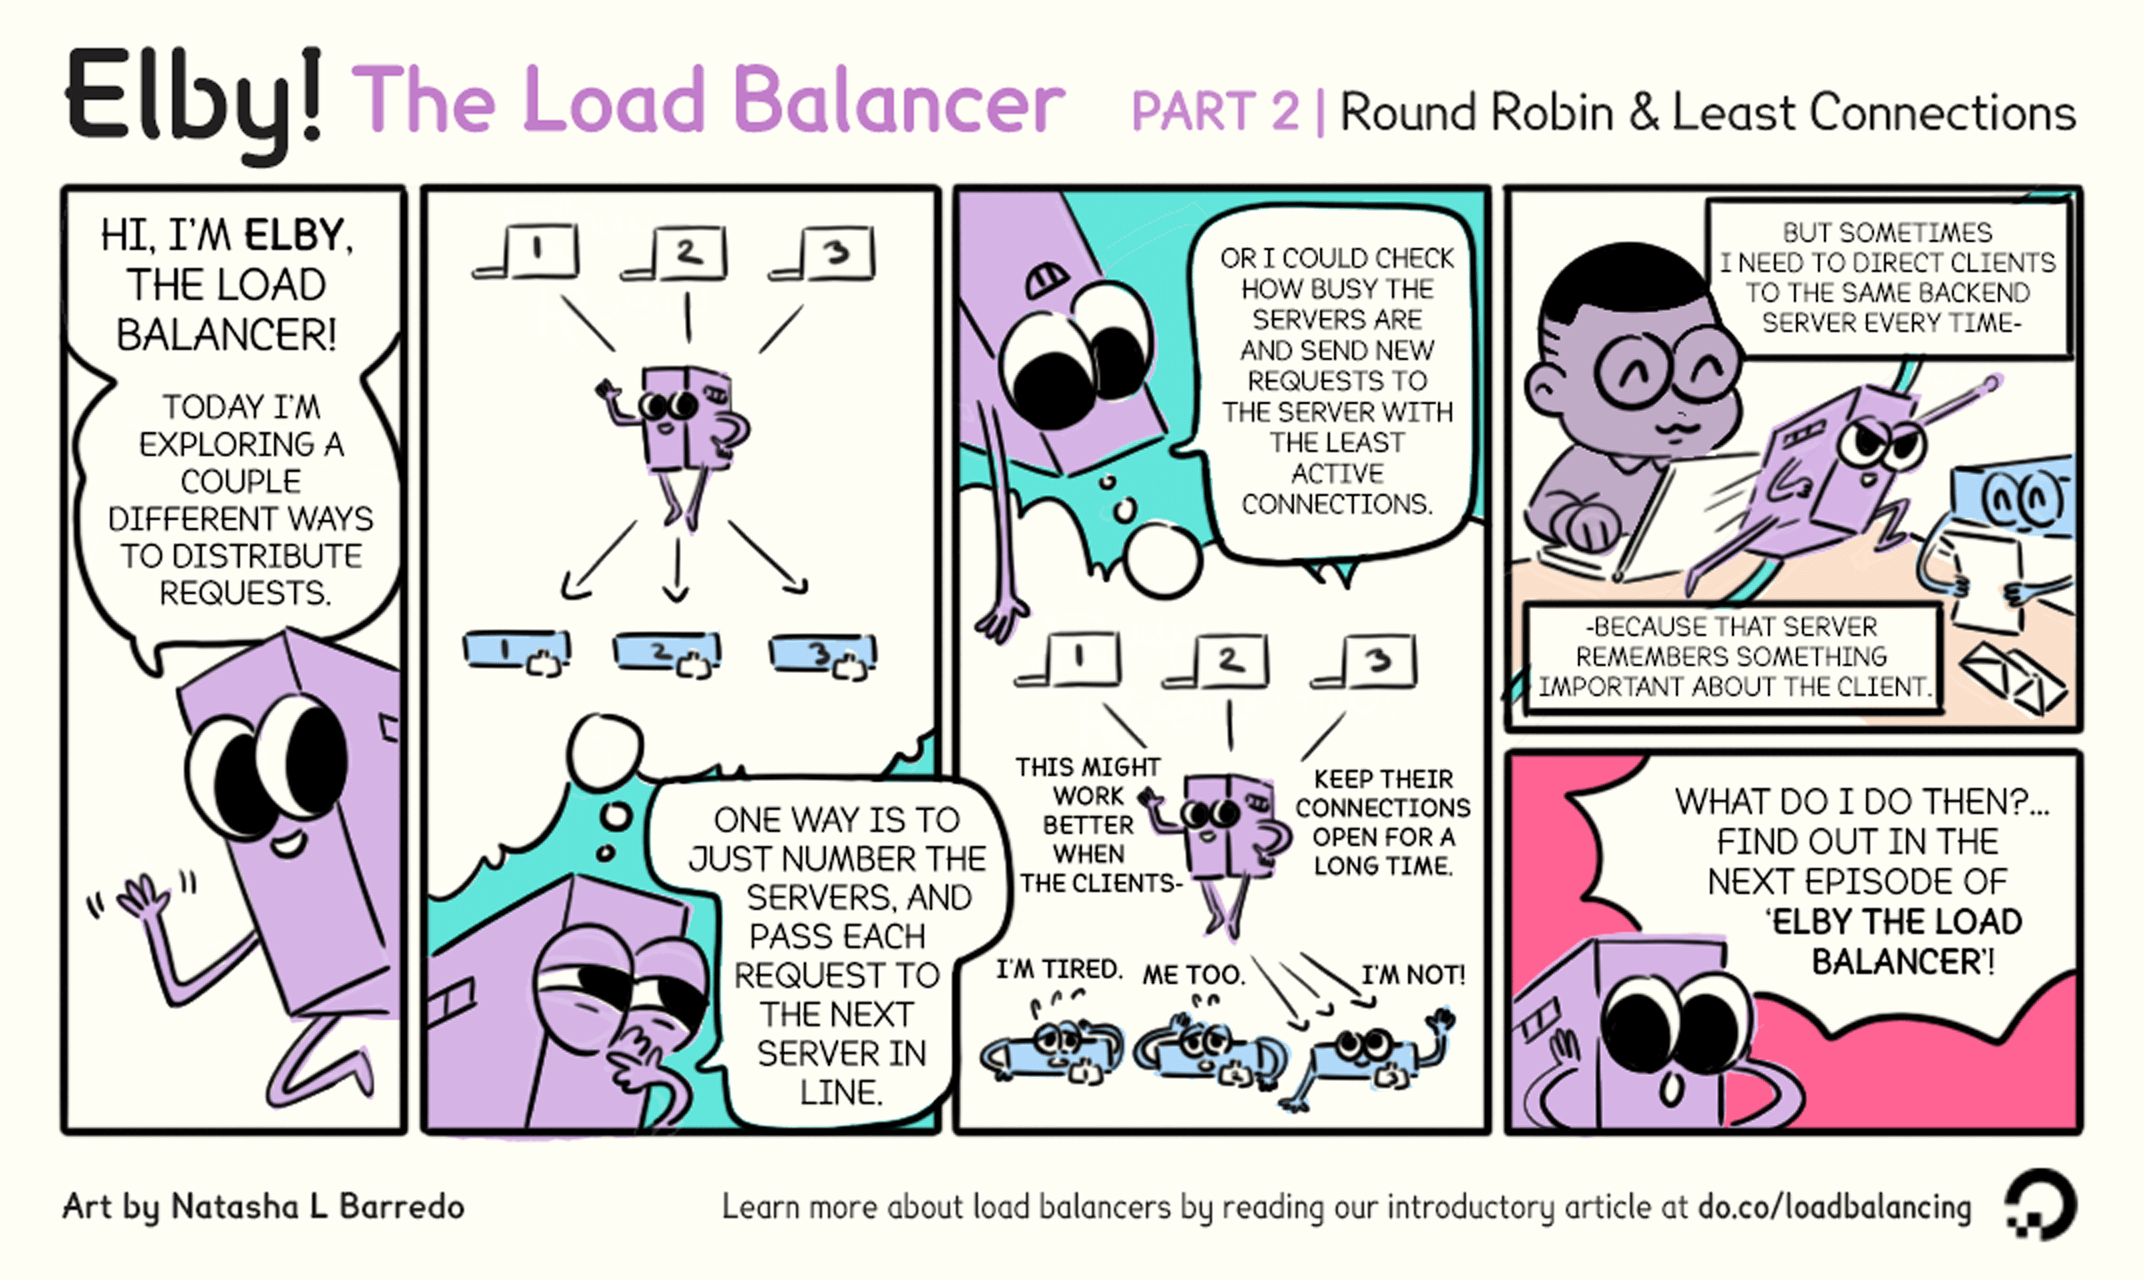 Elby! The Load Balancer PART 2 | Round Robin & Least Connections
HI, I'M ELBY,
THE LOAD
BALANCER!
TODAY I'M
EXPLORING A
COUPLE
DIFFERENT WAYS
TO DISTRIBUTE
REQUESTS.
1 2 3
1 2 3
ONE WAY IS TO
JUST NUMBER THE
SERVERS, AND
PASS EACH
REQUEST TO
THE NEXT
SERVER IN
LINE.
OR I COULD CHECK
HOW BUSY THE
SERVERS ARE
AND SEND NEW
REQUESTS TO
THE SERVER WITH
THE LEAST
ACTIVE
CONNECTIONS.
1 2 3
THIS MIGHT
WORK
BETTER
WHEN
THE CLIENTS-
KEEP THEIR
CONNECTIONS
OPEN FOR A
LONG TIME.
I'M TIRED.
ME TOO.
I'M NOT!
1 2 3
BUT SOMETIMES
I NEED TO DIRECT CLIENTS
TO THE SAME BACKEND
SERVER EVERY TIME-
-BECAUSE THAT SERVER
REMEMBERS SOMETHING
IMPORTANT ABOUT THE CLIENT.
WHAT DO I DO THEN?...
FIND OUT IN THE
NEXT EPISODE OF
'ELBY THE LOAD
BALANCER'!
Art by Natasha L Barredo
Learn more about load balancers by reading our introductory article at do.co/loadbalancing